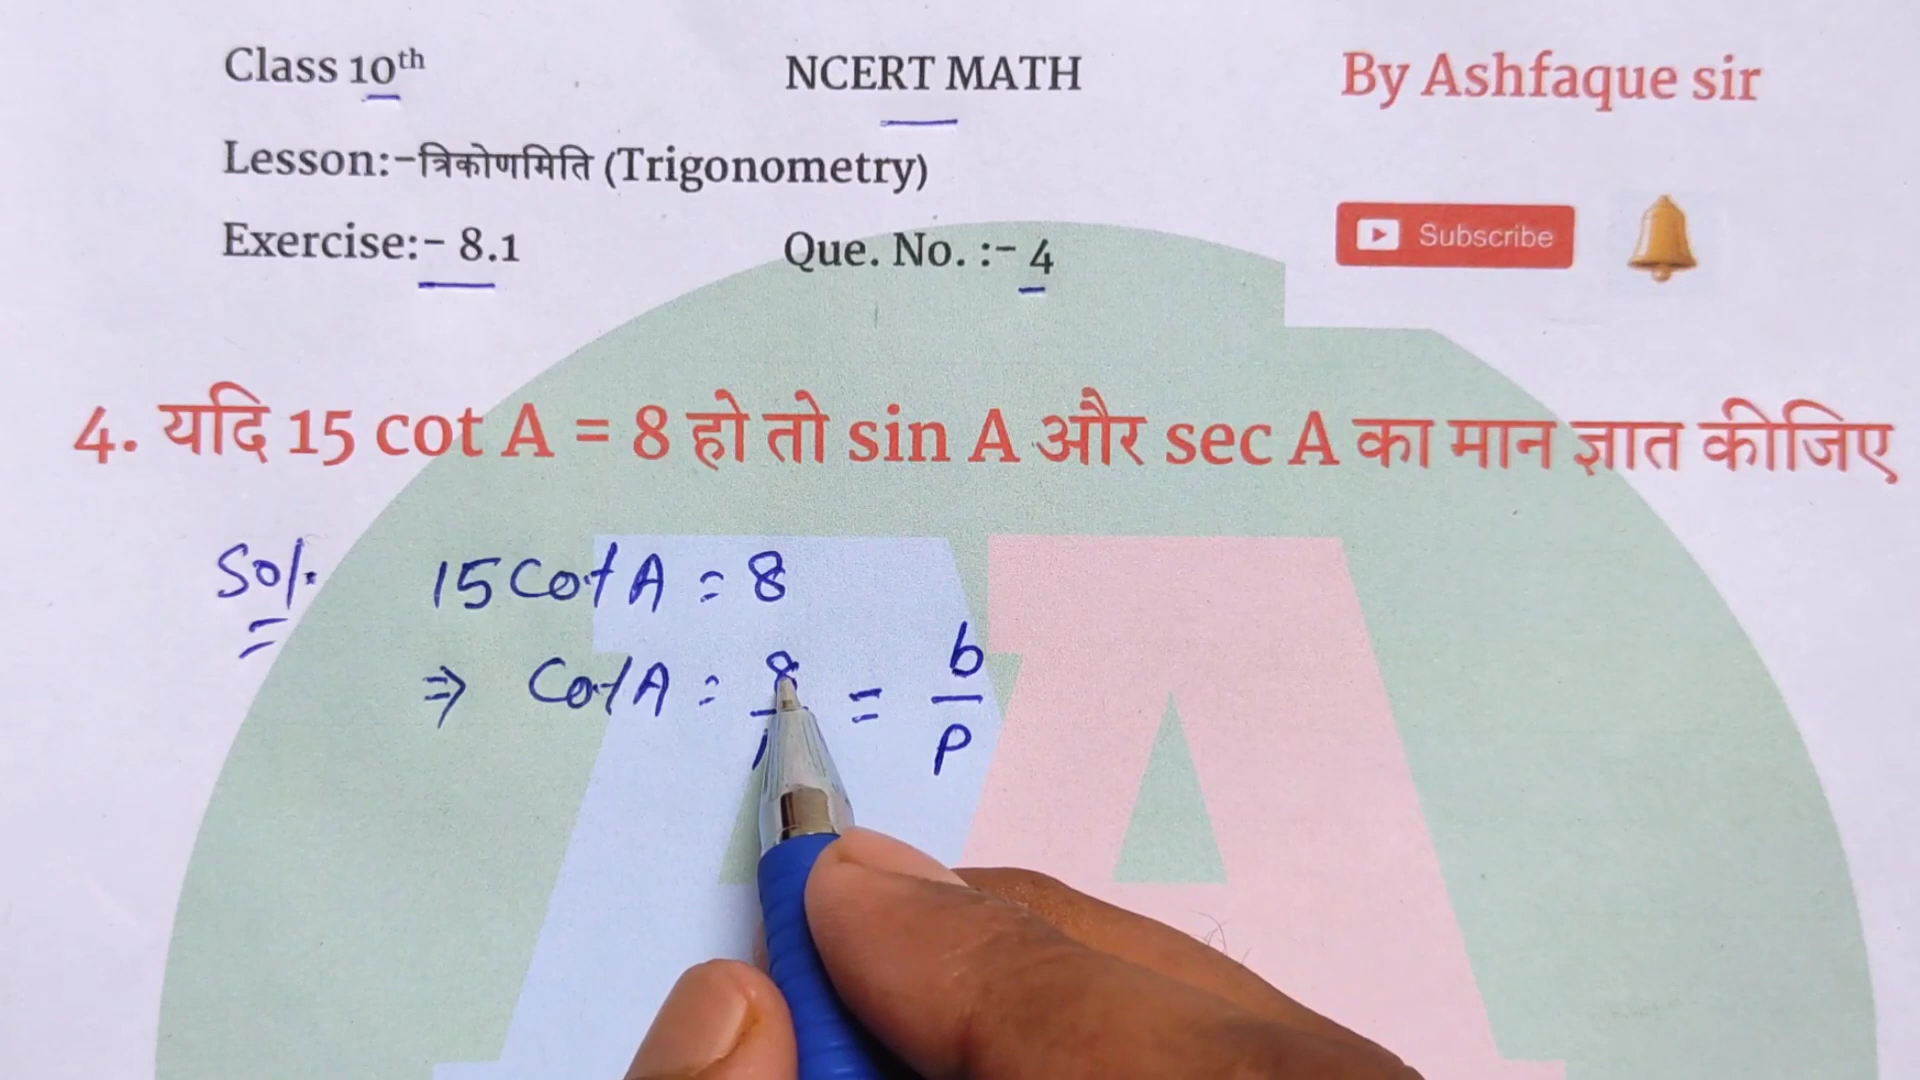 Class 10th NCERT MATH By Ashfaque sir
Lesson:-त्रिकोणमिति (Trigonometry)
Exercise:- 8.1 Que. No. :- 4 Subscribe
4. यदि 15 cot A = 8 हो तो sin A और sec A का मान ज्ञात कीजिए
Sol. 15 Cot A = 8
⇒ Cot A = 8 = b
P